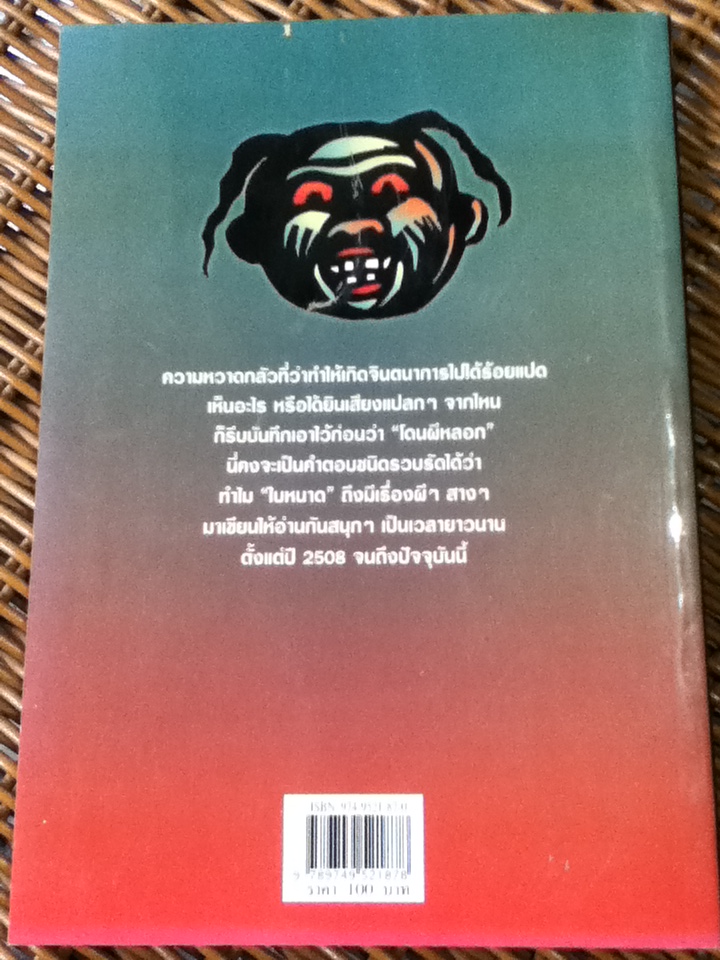 ความหวาดกลัวที่ว่าทำให้เกิดจินตนาการไปได้ร้อยแปด
เห็นอะไร หรือได้ยินเสียงแปลกๆ จากไหน
ก็รีบบันทึกเอาไว้ก่อนว่า “โดนผีหลอก”
นี่คงจะเป็นคำตอบชนิดรวบรัดได้ว่า
ทำไม “ใบหนาด” ถึงมีเรื่องผีๆ สางๆ
มาเขียนให้อ่านกันสนุกๆ เป็นเวลายาวนาน
ตั้งแต่ปี 2508 จนถึงปัจจุบันนี้
ISBN 974-9521-87-0
9 789749 521878
ราคา 100 บาท